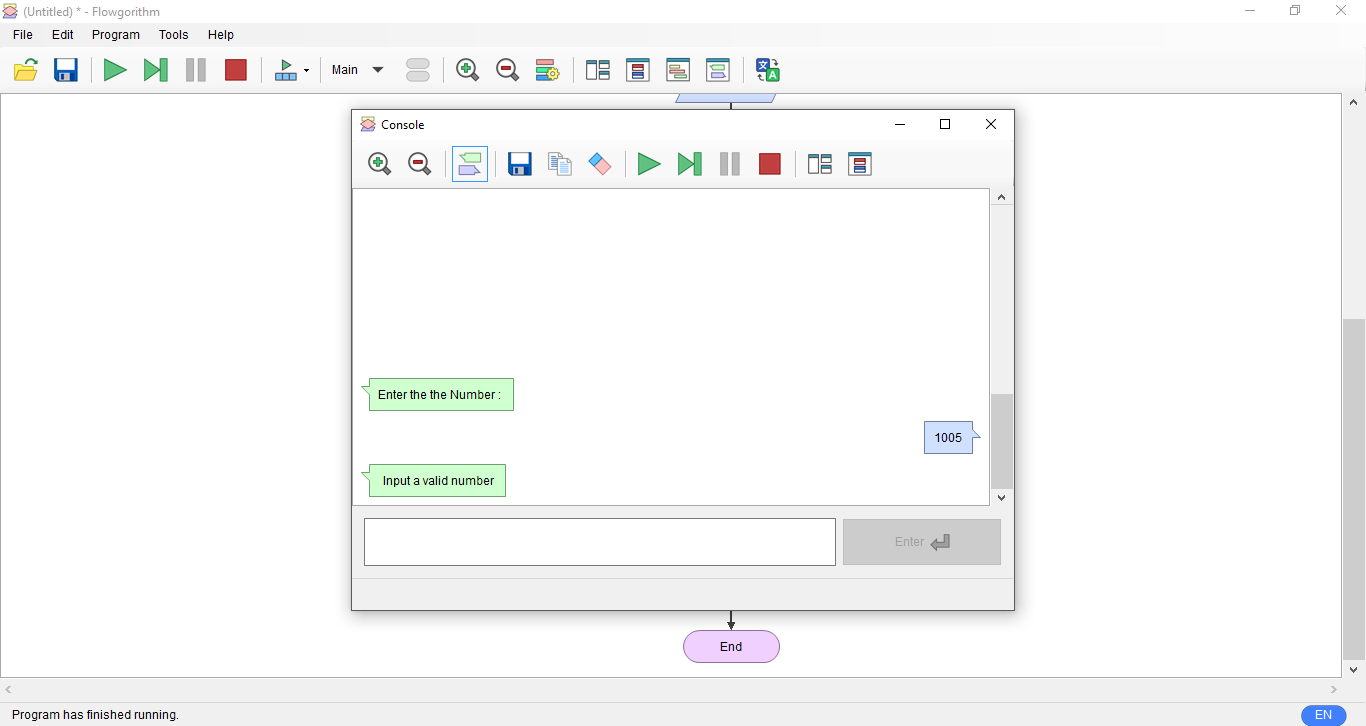 (Untitled) * - Flowgorithm
File Edit Program Tools Help
Main
Console
Enter the the Number :
1005
Input a valid number
Enter
End
Program has finished running.
EN